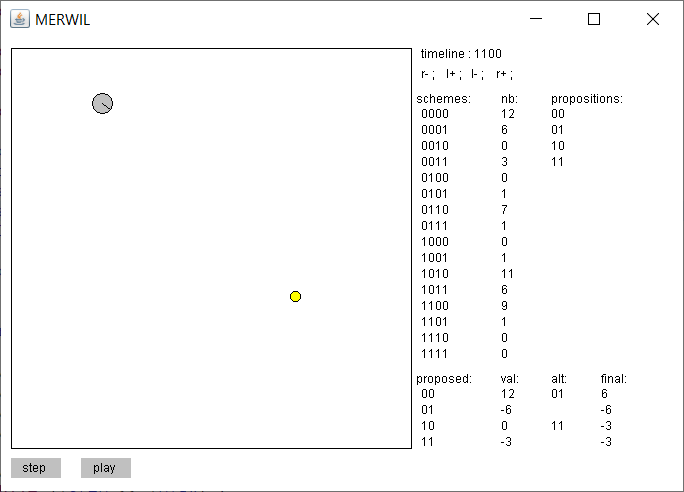 MERWIL
timeline : 1100
r- ; l+ ; l- ; r+ ;
schemes: nb: propositions:
0000 12 00
0001 6 01
0010 0 10
0011 3 11
0100 0
0101 1
0110 7
0111 1
1000 0
1001 1
1010 11
1011 6
1100 9
1101 1
1110 0
1111 0
proposed: val: alt: final:
00 12 01 6
01 -6 -6
10 0 11 -3
11 -3 -3
step play